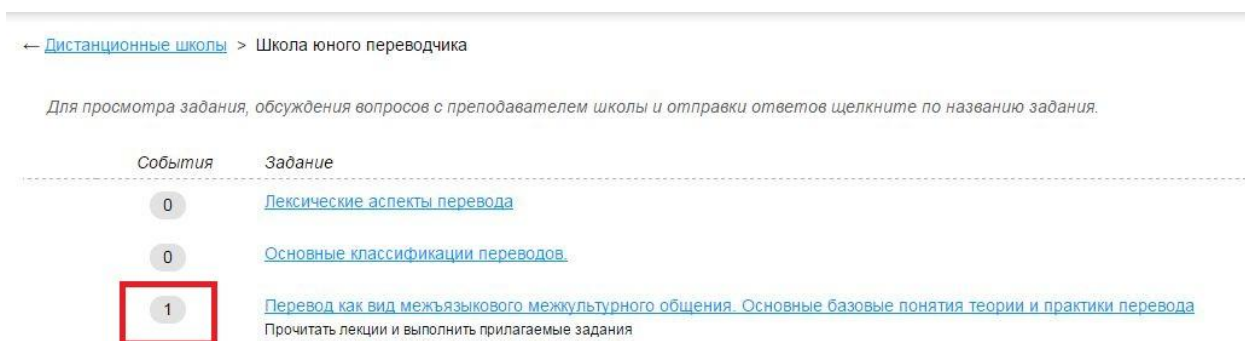 ← Дистанционные школы > Школа юного переводчика
Для просмотра задания, обсуждения вопросов с преподавателем школы и отправки ответов щелкните по названию задания.
События Задание
0 Лексические аспекты перевода
0 Основные классификации переводов.
1 Перевод как вид межъязыкового межкультурного общения. Основные базовые понятия теории и практики перевода
Прочитать лекции и выполнить прилагаемые задания